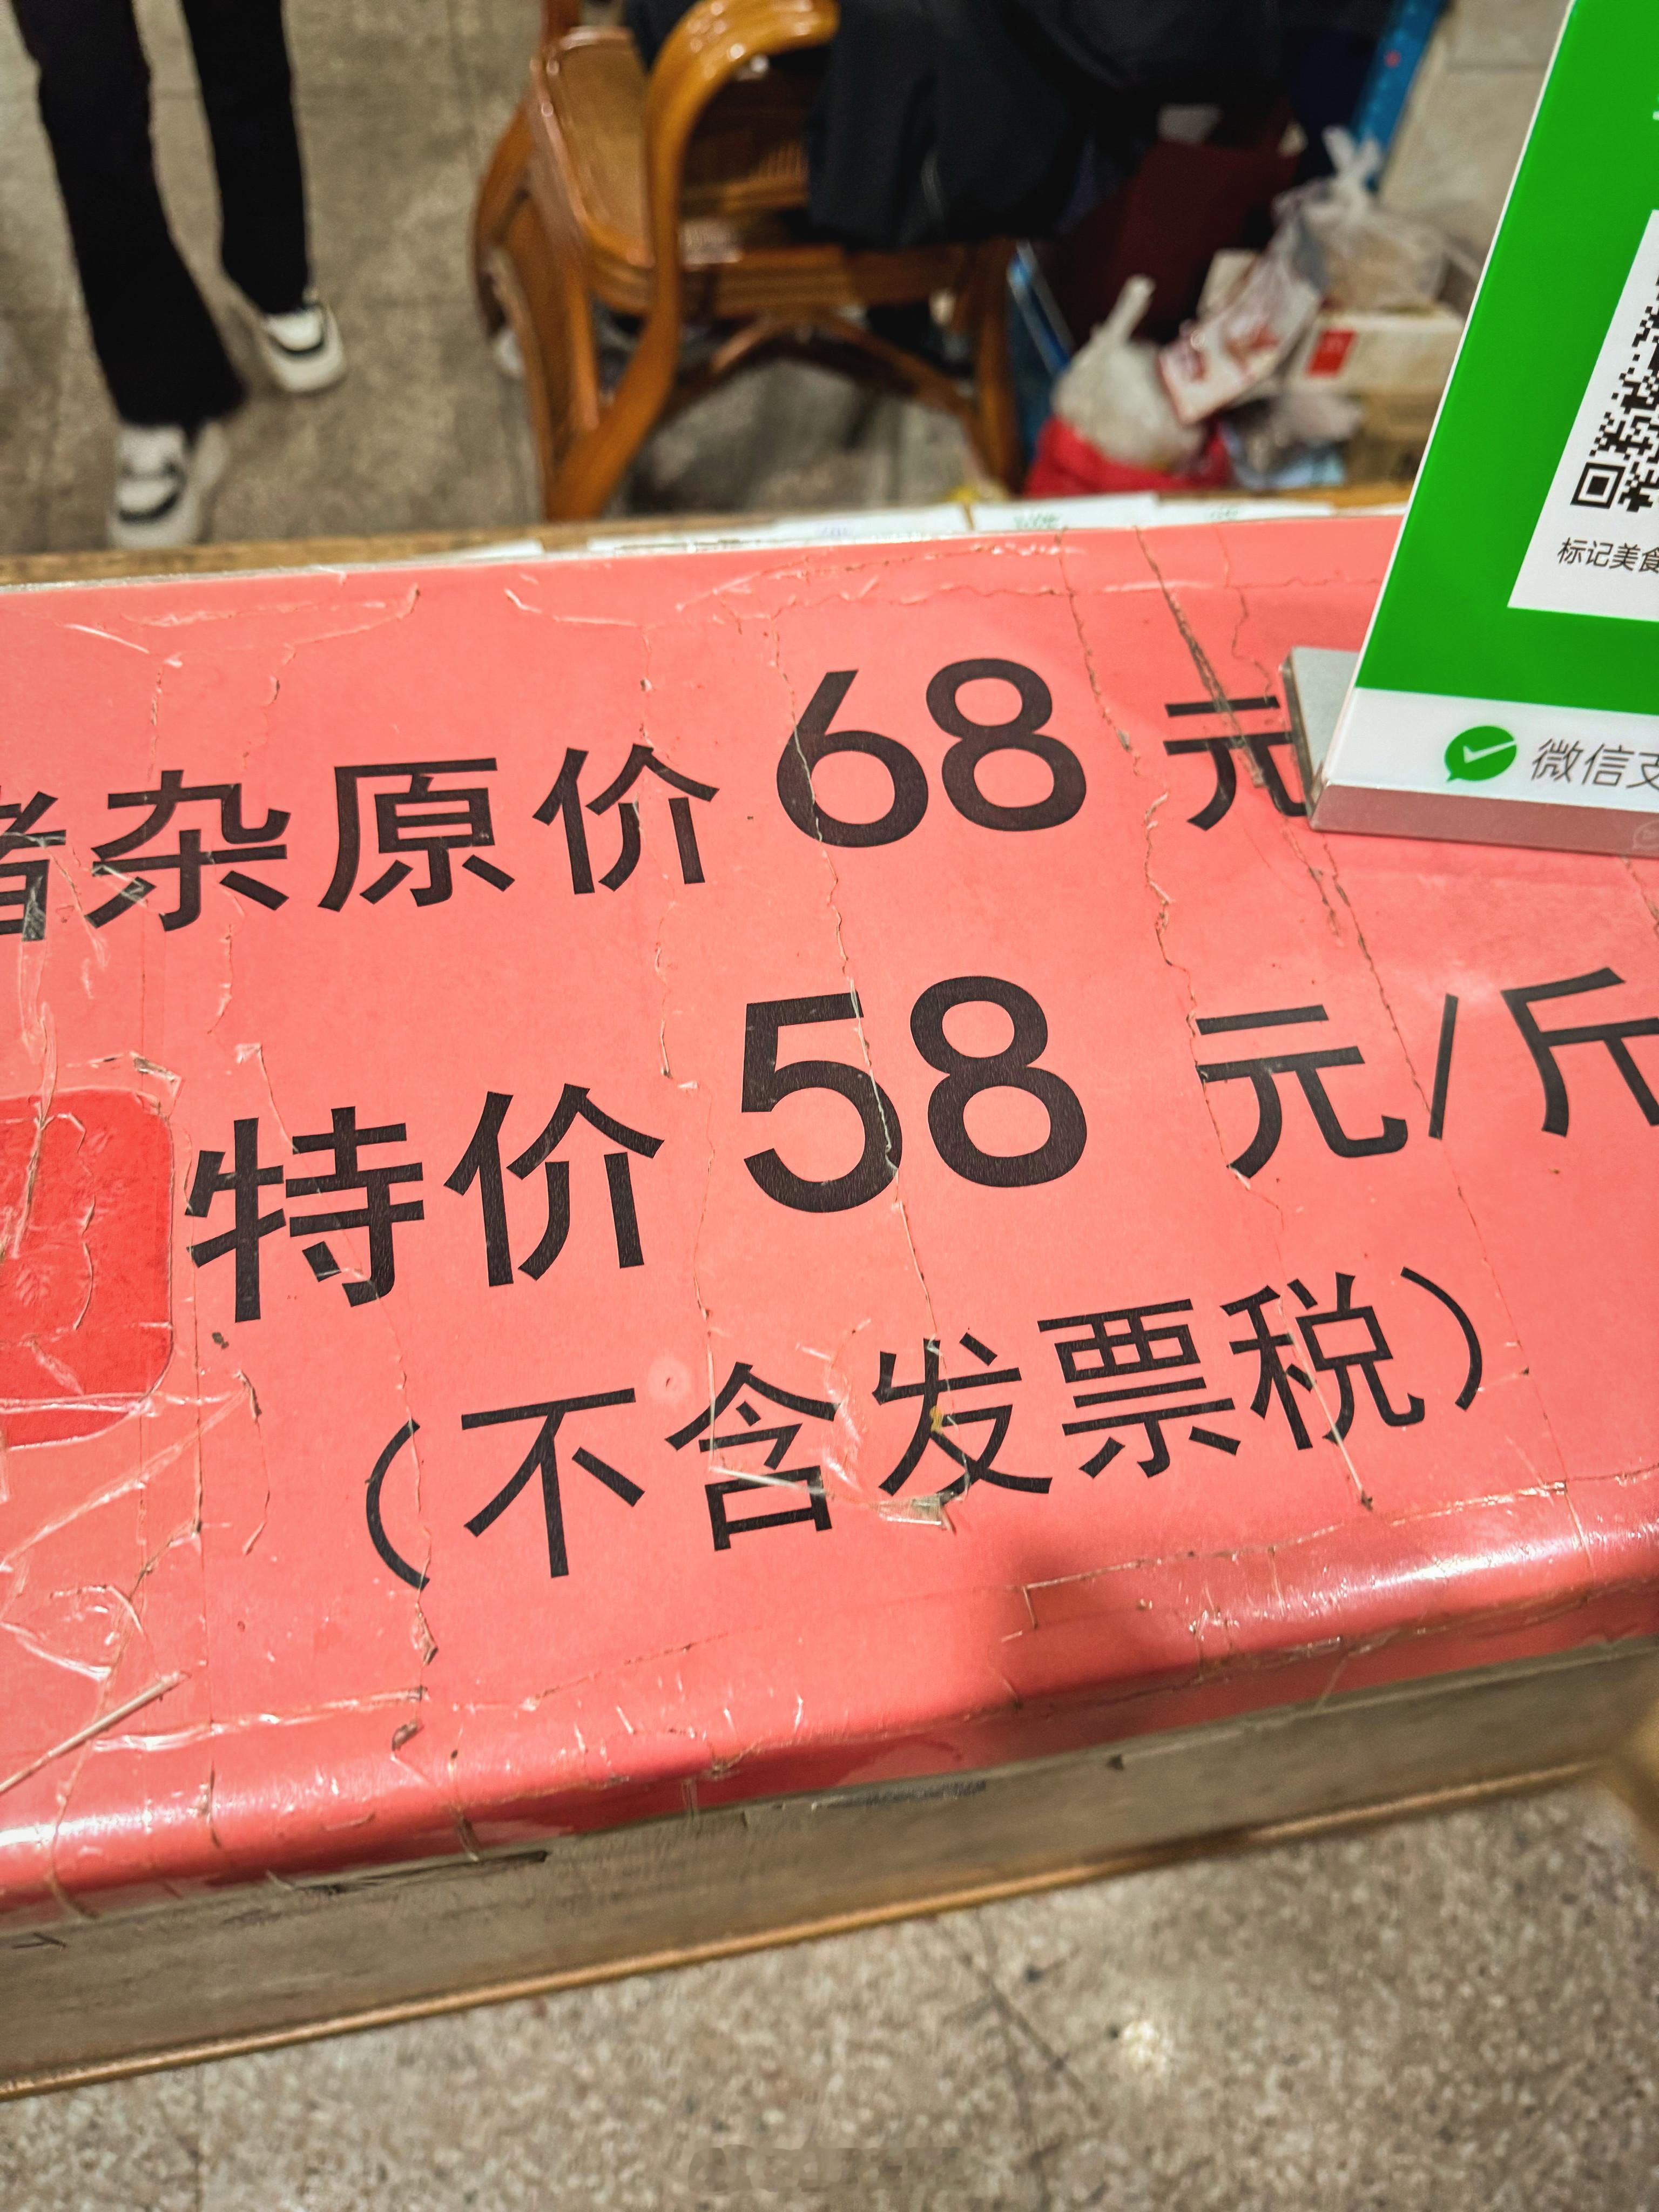 标记美食
微信支
猪杂原价 68 元
特价 58 元/斤
（不含发票税）